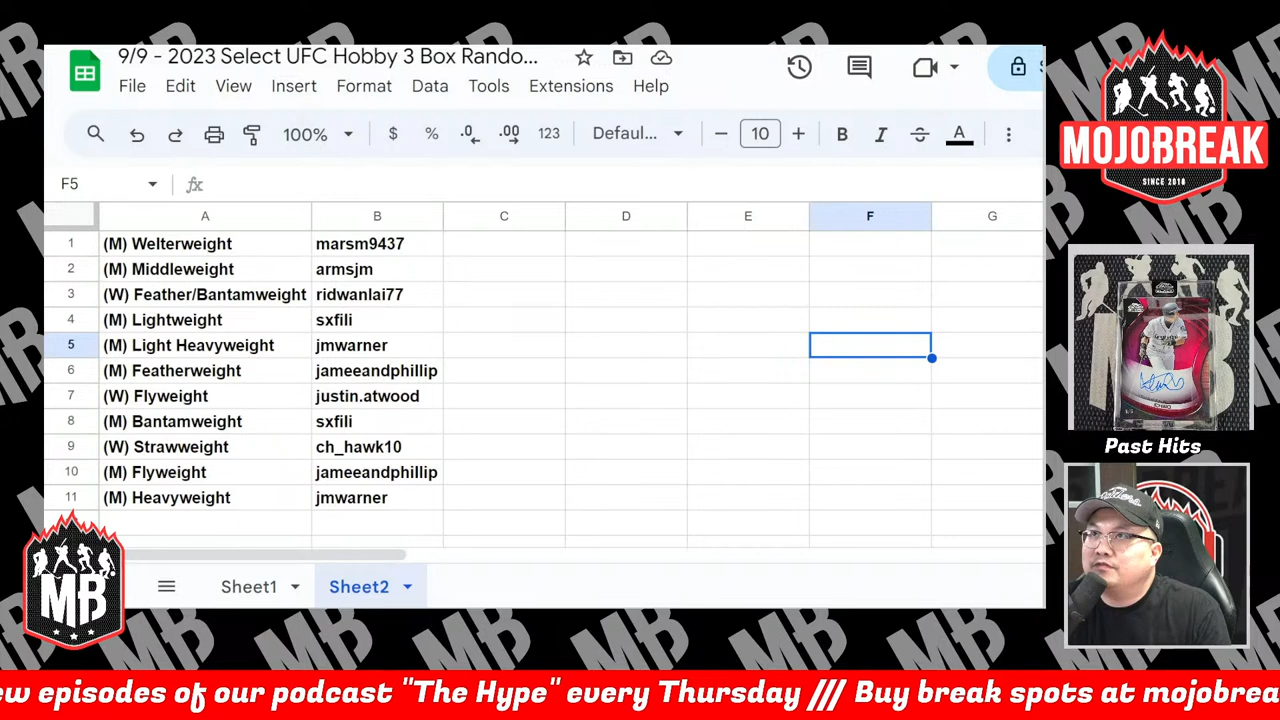 9/9 - 2023 Select UFC Hobby 3 Box Rando...
File Edit View Insert Format Tools Data Extensions Help
100% $ % .0 .00 123 Defaul... 10 B I A
F5 fx
A B C D E F G
1 (M) Welterweight marsm9437
2 (M) Middleweight armsjm
3 (W) Feather/Bantamweight ridwanlai77
4 (M) Lightweight sxfili
5 (M) Light Heavyweight jmwarner
6 (M) Featherweight jameeandphillip
7 (W) Flyweight justin.atwood
8 (M) Bantamweight sxfili
9 (W) Strawweight ch_hawk10
10 (M) Flyweight jameeandphillip
11 (M) Heavyweight jmwarner
Sheet1 Sheet2
MOJOBREAK
SINCE 2010
ICHIRO
Past Hits
MB
ew episodes of our podcast "The Hype" every Thursday /// Buy break spots at mojobrea